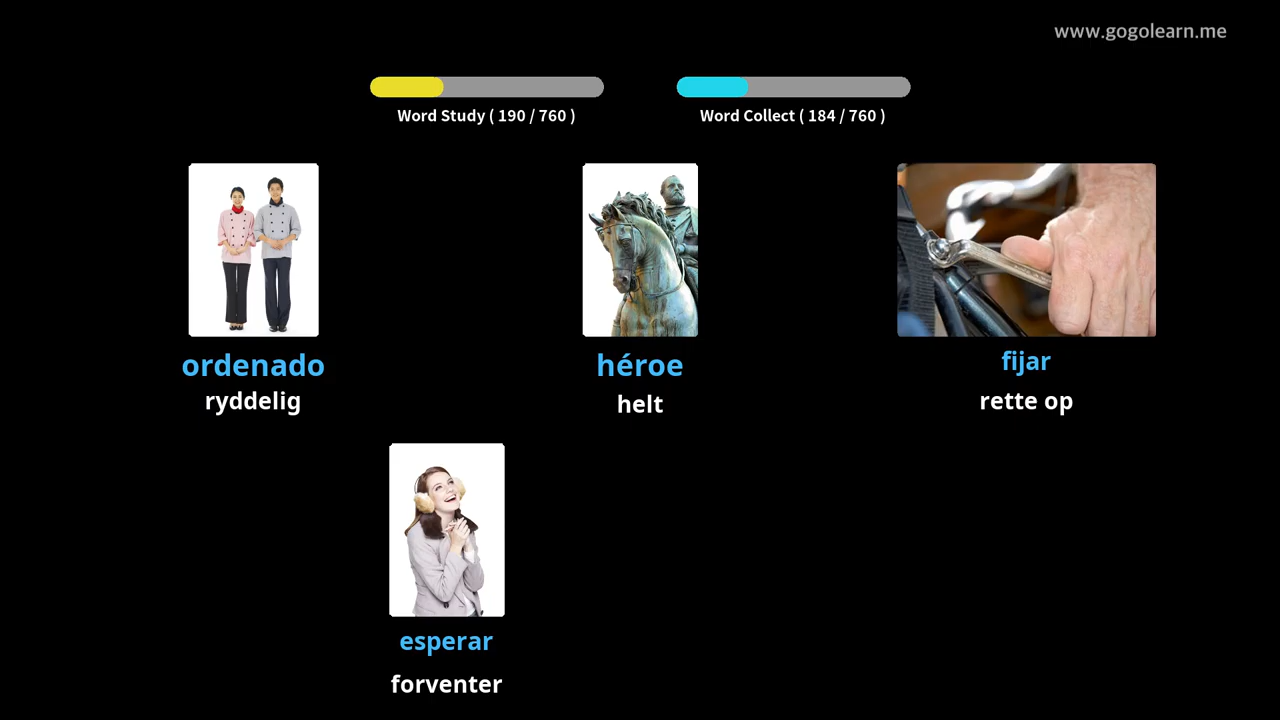 www.gogolearn.me
Word Study ( 190 / 760 )
Word Collect ( 184 / 760 )
ordenado
ryddelig
héroe
helt
fijar
rette op
esperar
forventer